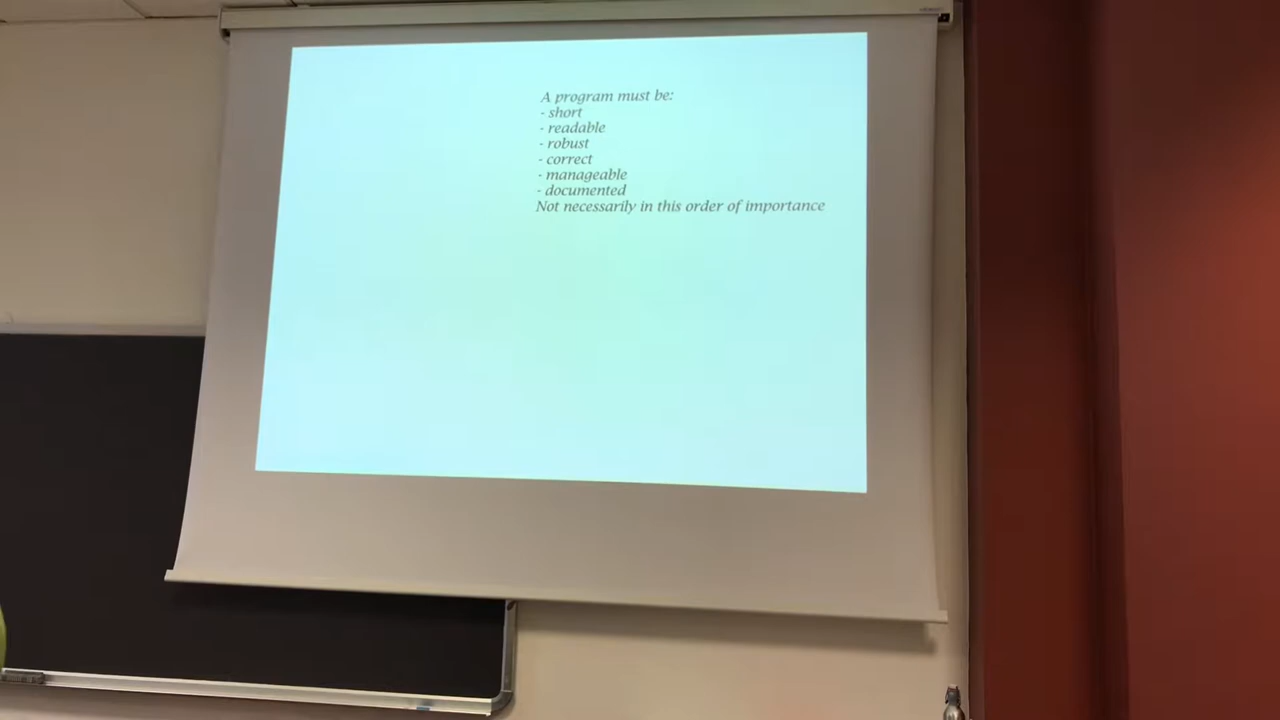 A program must be:
- short
- readable
- robust
- correct
- manageable
- documented
Not necessarily in this order of importance